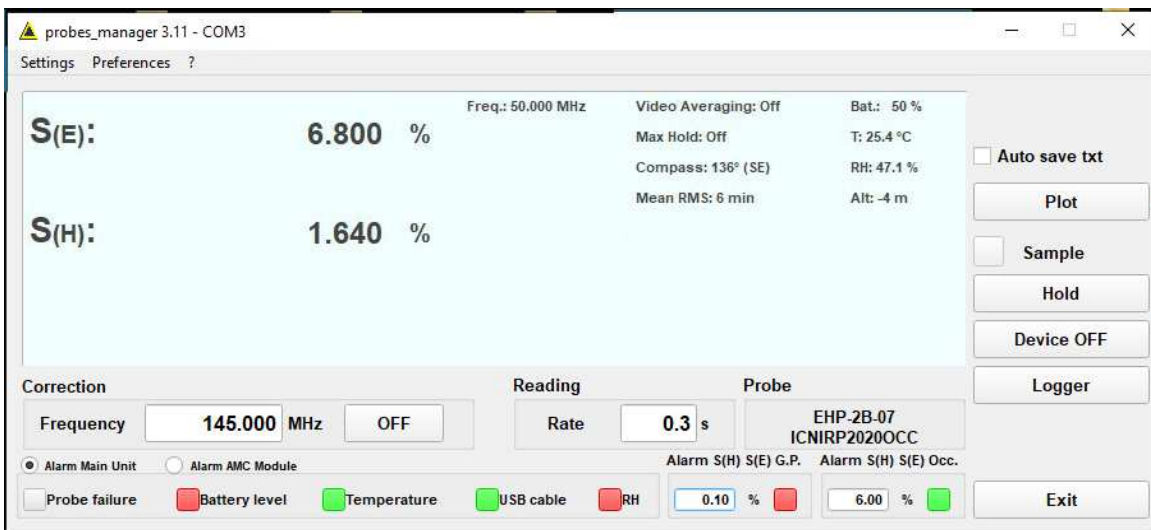 probes_manager 3.11 - COM3
Settings Preferences ?
S(E): 6.800 %
Freq.: 50.000 MHz
Video Averaging: Off
Bat.: 50 %
Max Hold: Off
T: 25.4 °C
Compass: 136° (SE)
RH: 47.1 %
Mean RMS: 6 min
Alt: -4 m
S(H): 1.640 %
Auto save txt
Plot
Sample
Hold
Device OFF
Logger
Correction
Frequency 145.000 MHz OFF
Reading
Rate 0.3 s
Probe
EHP-2B-07
ICNIRP2020OCC
Alarm Main Unit Alarm AMC Module
Probe failure Battery level Temperature USB cable RH
Alarm S(H) S(E) G.P.
0.10 %
Alarm S(H) S(E) Occ.
6.00 %
Exit